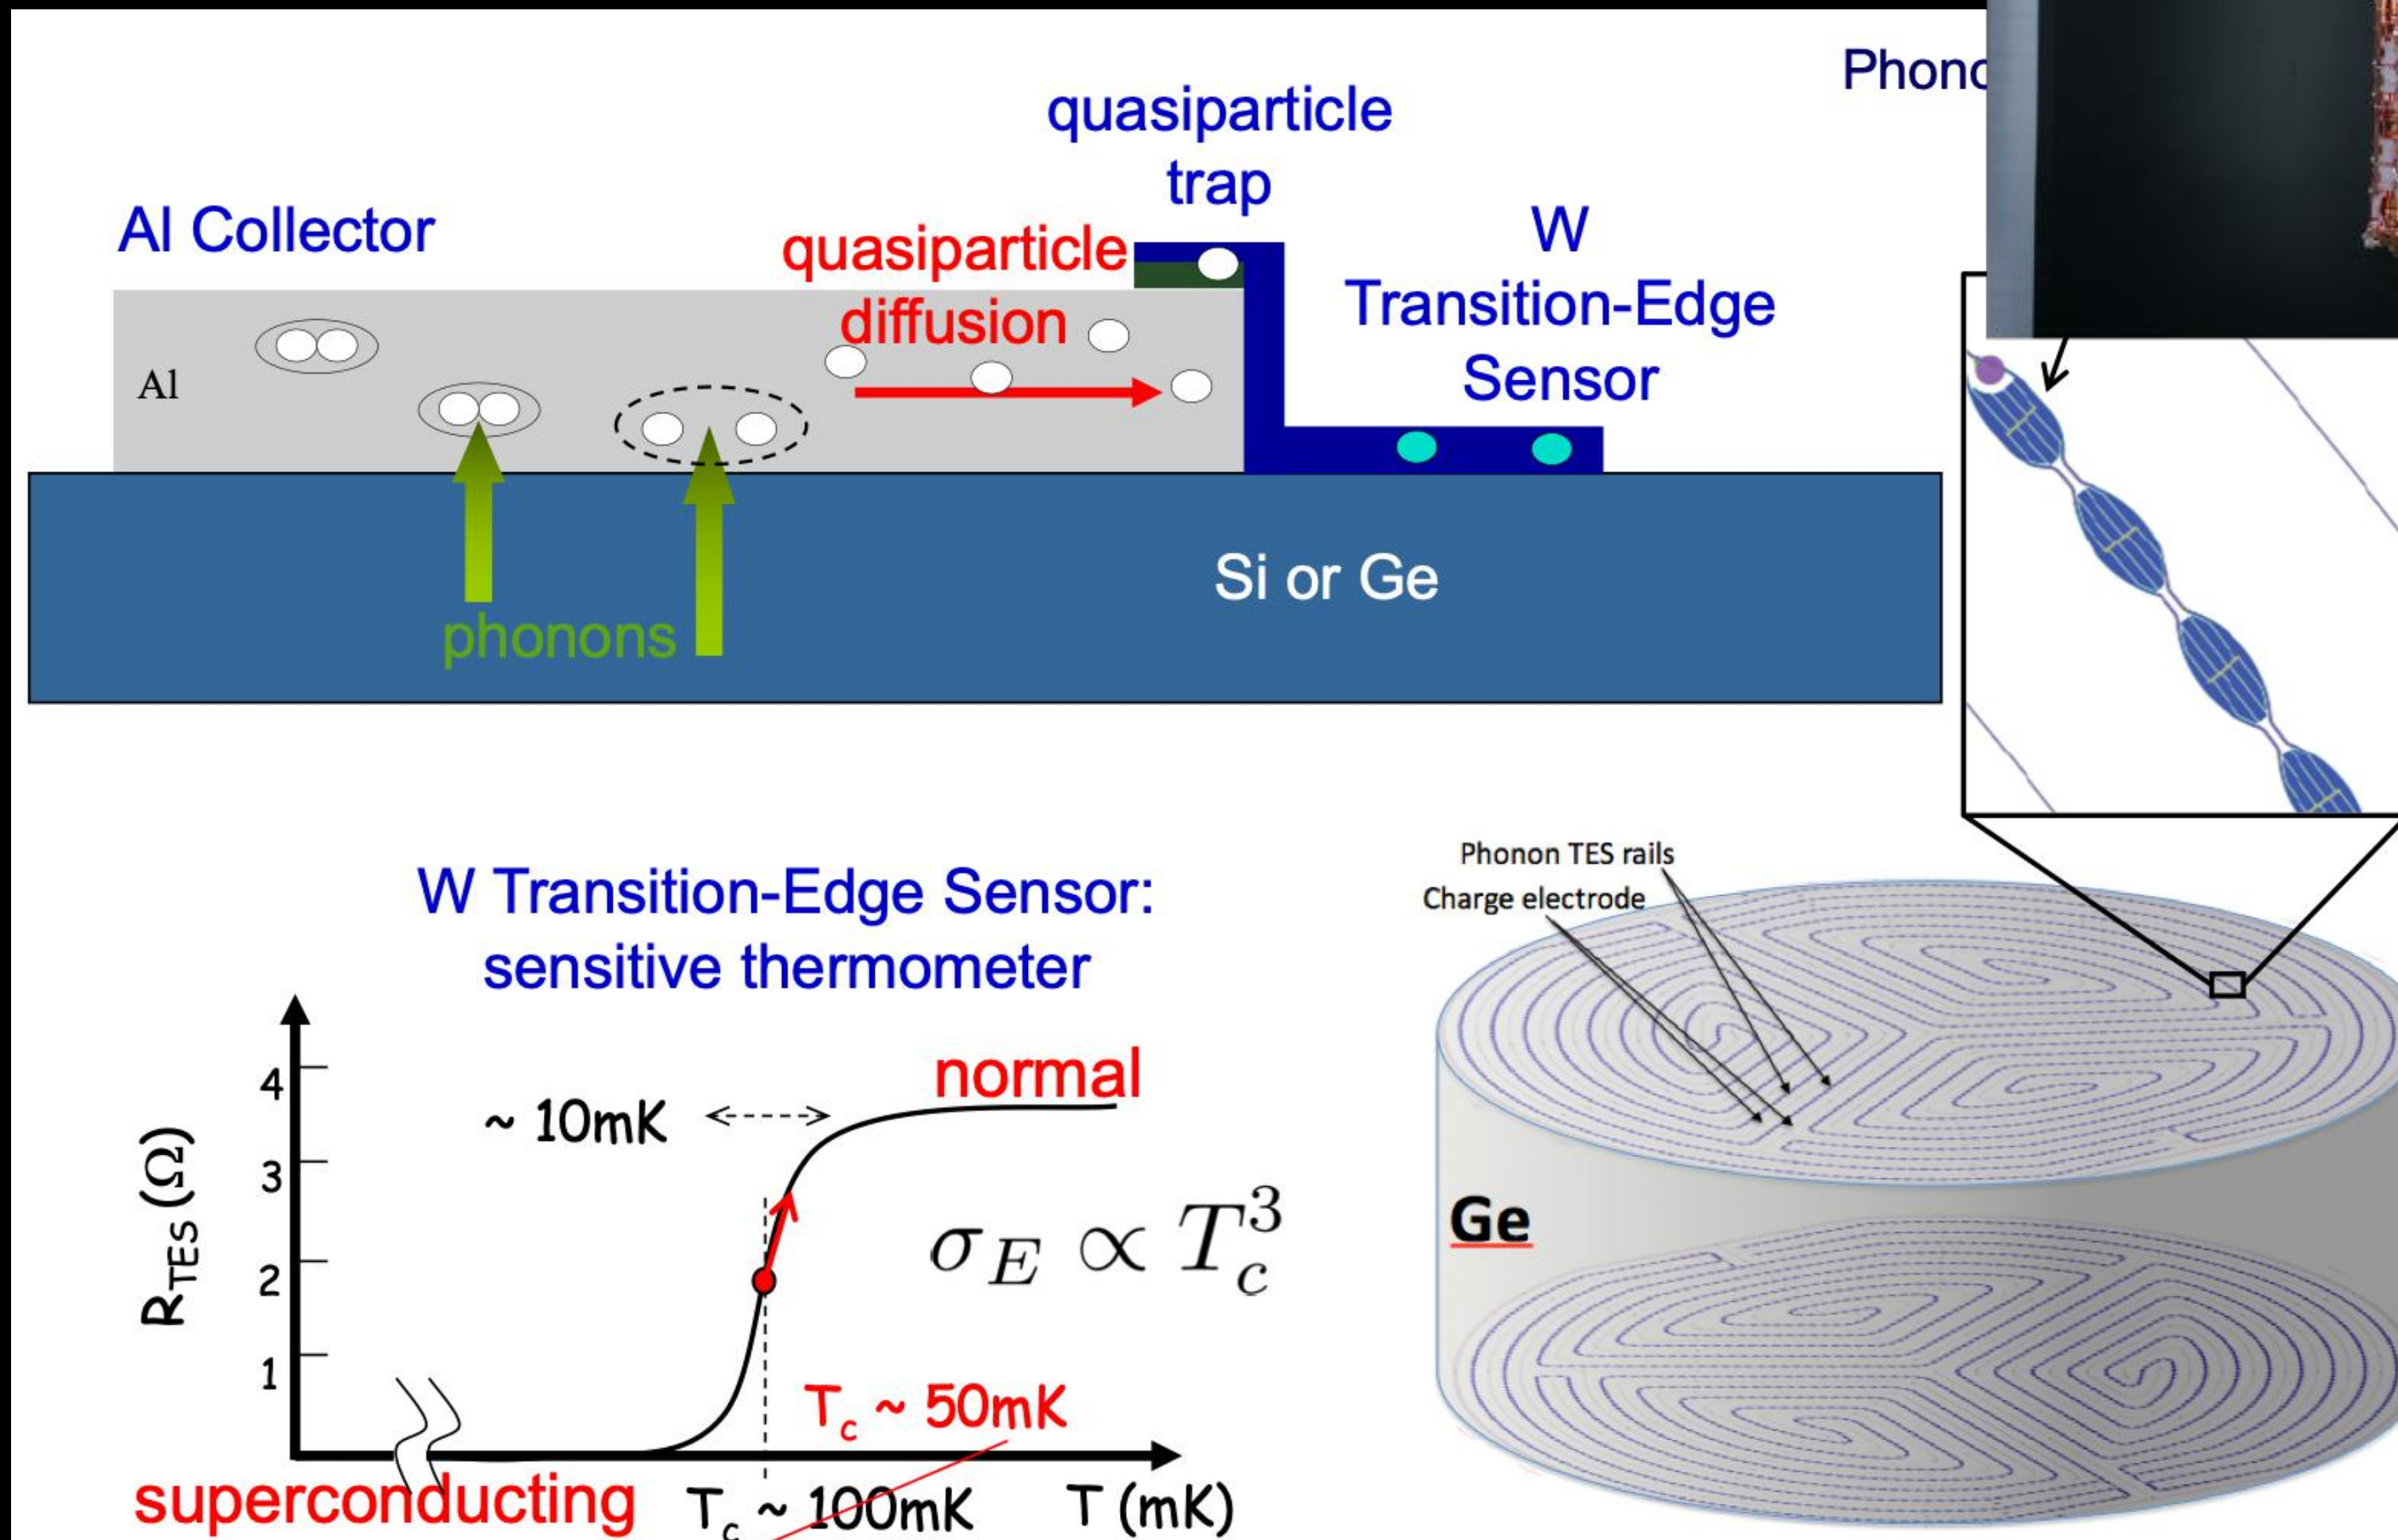 Phono
quasiparticle
trap
Al Collector
quasiparticle
diffusion
W
Transition-Edge
Sensor
Al
Si or Ge
phonons
Phonon TES rails
Charge electrode
W Transition-Edge Sensor:
sensitive thermometer
normal
~ 10mK
4
3
2
1
R_TES (Ω)
σ_E ∝ T_c^3
Ge
T_c ~ 50mK
superconducting
T_c ~ 100mK
T (mK)